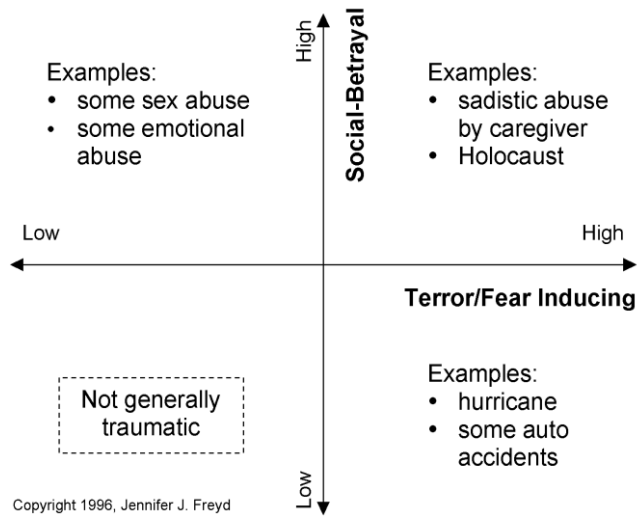 High
Social-Betrayal
Examples:
• some sex abuse
• some emotional
abuse
Examples:
• sadistic abuse
by caregiver
• Holocaust
Low
High
Terror/Fear Inducing
Not generally
traumatic
Examples:
• hurricane
• some auto
accidents
Low
Copyright 1996, Jennifer J. Freyd